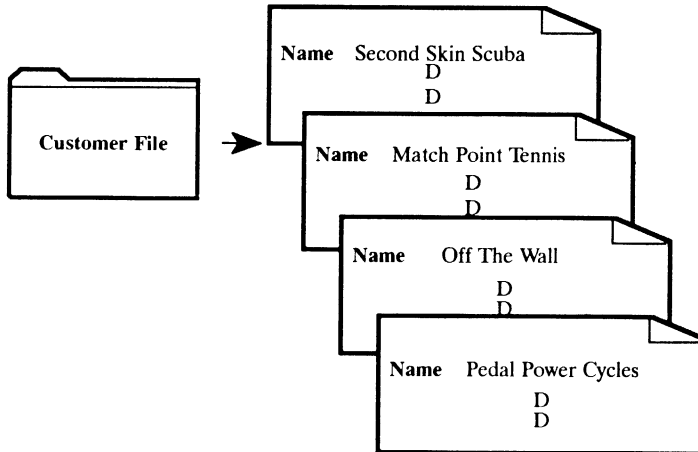 Customer File
Name Second Skin Scuba
D
D
Name Match Point Tennis
D
D
Name Off The Wall
D
D
Name Pedal Power Cycles
D
D